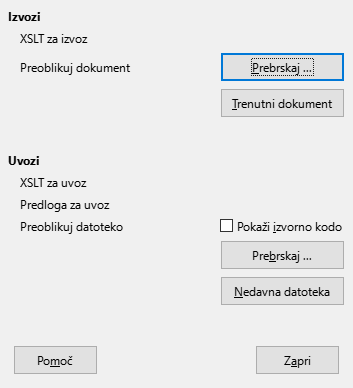 Izvozi
XSLT za izvoz
Preoblikuj dokument
Prebrskaj ...
Trenutni dokument
Uvozi
XSLT za uvoz
Predloga za uvoz
Preoblikuj datoteko
Pokaži izvorno kodo
Prebrskaj ...
Nedavna datoteka
Pomoč
Zapri